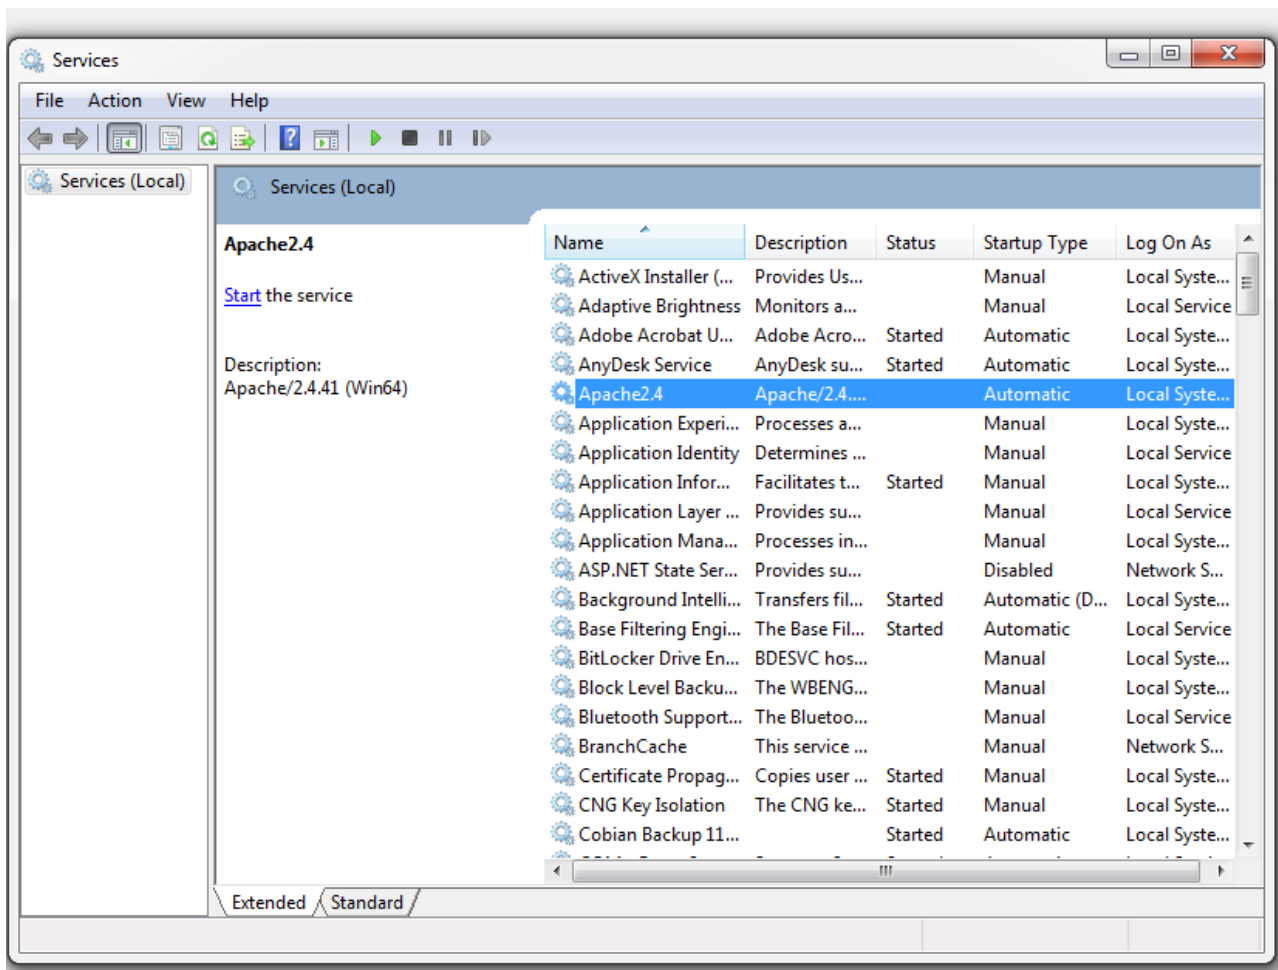 Services
File Action View Help
Services (Local)
Services (Local)
Apache2.4
Start the service
Description:
Apache/2.4.41 (Win64)
Name Description Status Startup Type Log On As
ActiveX Installer (... Provides Us... Manual Local Syste...
Adaptive Brightness Monitors a... Manual Local Service
Adobe Acrobat U... Adobe Acro... Started Automatic Local Syste...
AnyDesk Service AnyDesk su... Started Automatic Local Syste...
Apache2.4 Apache/2.4.... Automatic Local Syste...
Application Experi... Processes a... Manual Local Syste...
Application Identity Determines ... Manual Local Service
Application Infor... Facilitates t... Started Manual Local Syste...
Application Layer ... Provides su... Manual Local Service
Application Mana... Processes in... Manual Local Syste...
ASP.NET State Ser... Provides su... Disabled Network S...
Background Intelli... Transfers fil... Started Automatic (D... Local Syste...
Base Filtering Engi... The Base Fil... Started Automatic Local Service
BitLocker Drive En... BDESVC hos... Manual Local Syste...
Block Level Backu... The WBENG... Manual Local Syste...
Bluetooth Support... The Bluetoo... Manual Local Service
BranchCache This service ... Manual Network S...
Certificate Propag... Copies user ... Started Manual Local Syste...
CNG Key Isolation The CNG ke... Started Manual Local Syste...
Cobian Backup 11... Started Automatic Local Syste...
Extended Standard